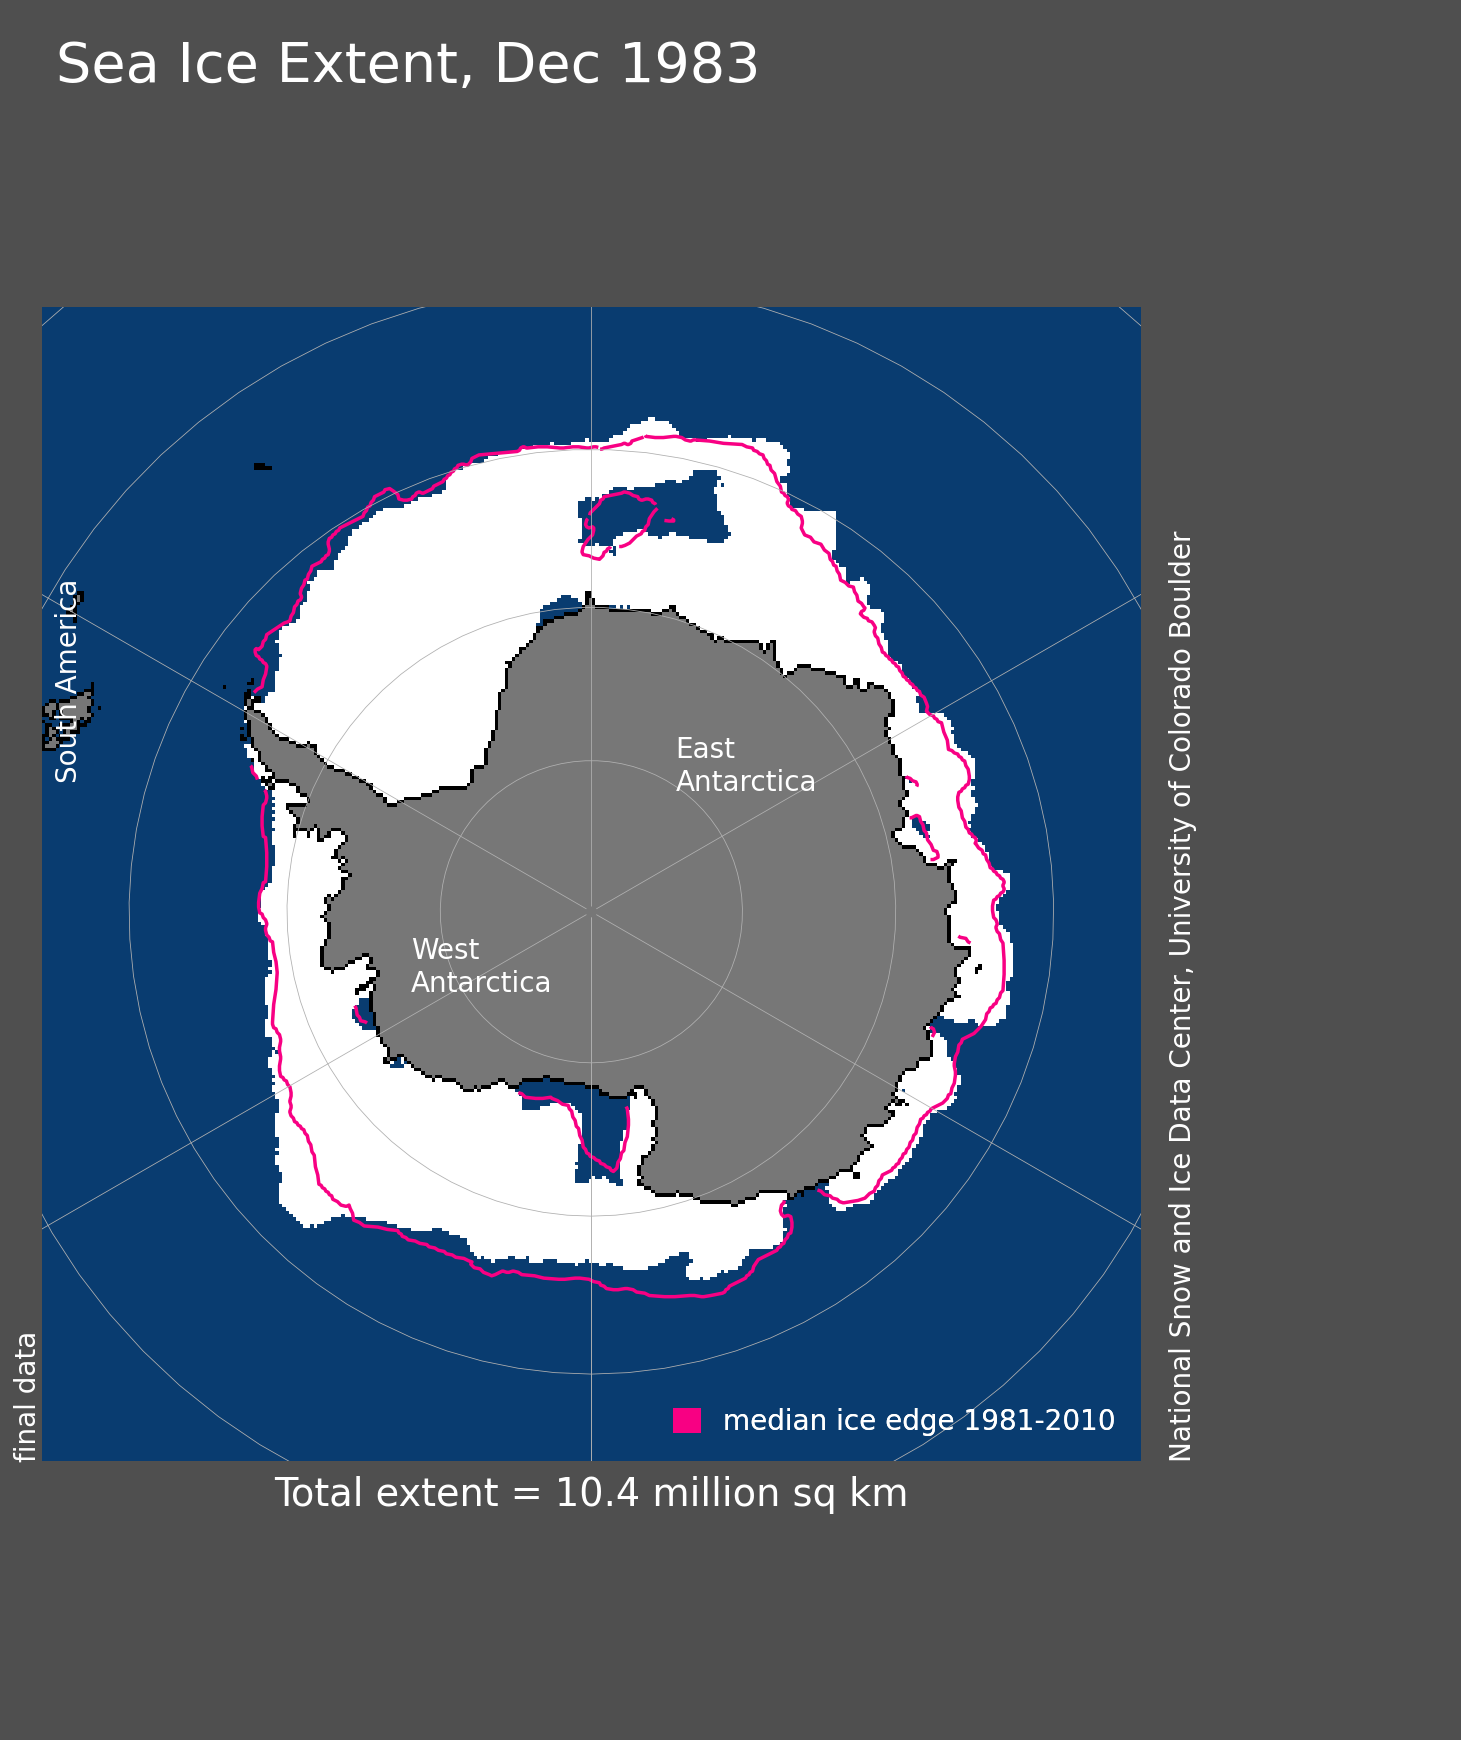 Sea Ice Extent, Dec 1983
South America
East
Antarctica
West
Antarctica
National Snow and Ice Data Center, University of Colorado Boulder
final data
median ice edge 1981-2010
Total extent = 10.4 million sq km